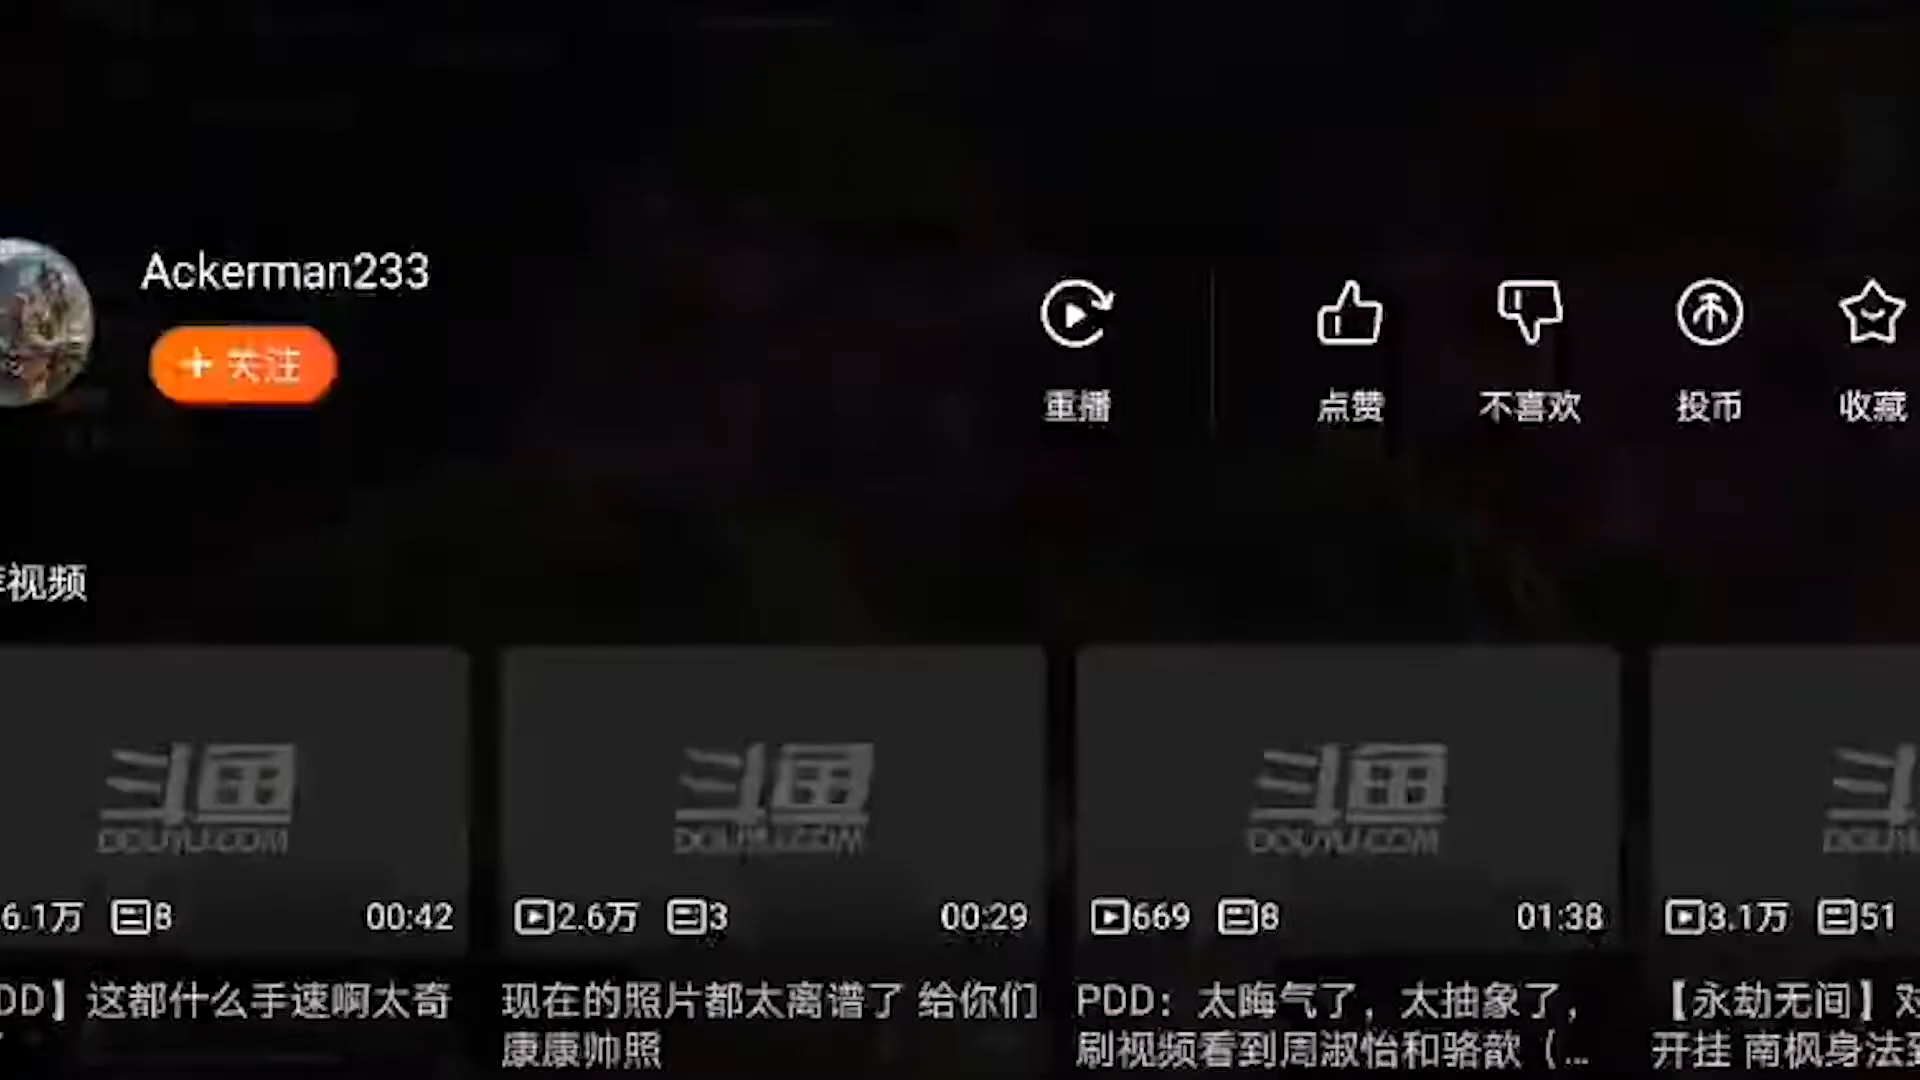 Ackerman233
+ 关注
重播
点赞
不喜欢
投币
收藏
视频
斗鱼
DOUYU.COM
斗鱼
DOUYU.COM
斗鱼
DOUYU.COM
6.1万 8 00:42
2.6万 3 00:29
669 8 01:38
3.1万 51
DD】这都什么手速啊太奇
现在的照片都太离谱了 给你们
康康帅照
PDD：太晦气了，太抽象了，
刷视频看到周淑怡和骆歆（...
【永劫无间】对
开挂 南枫身法到